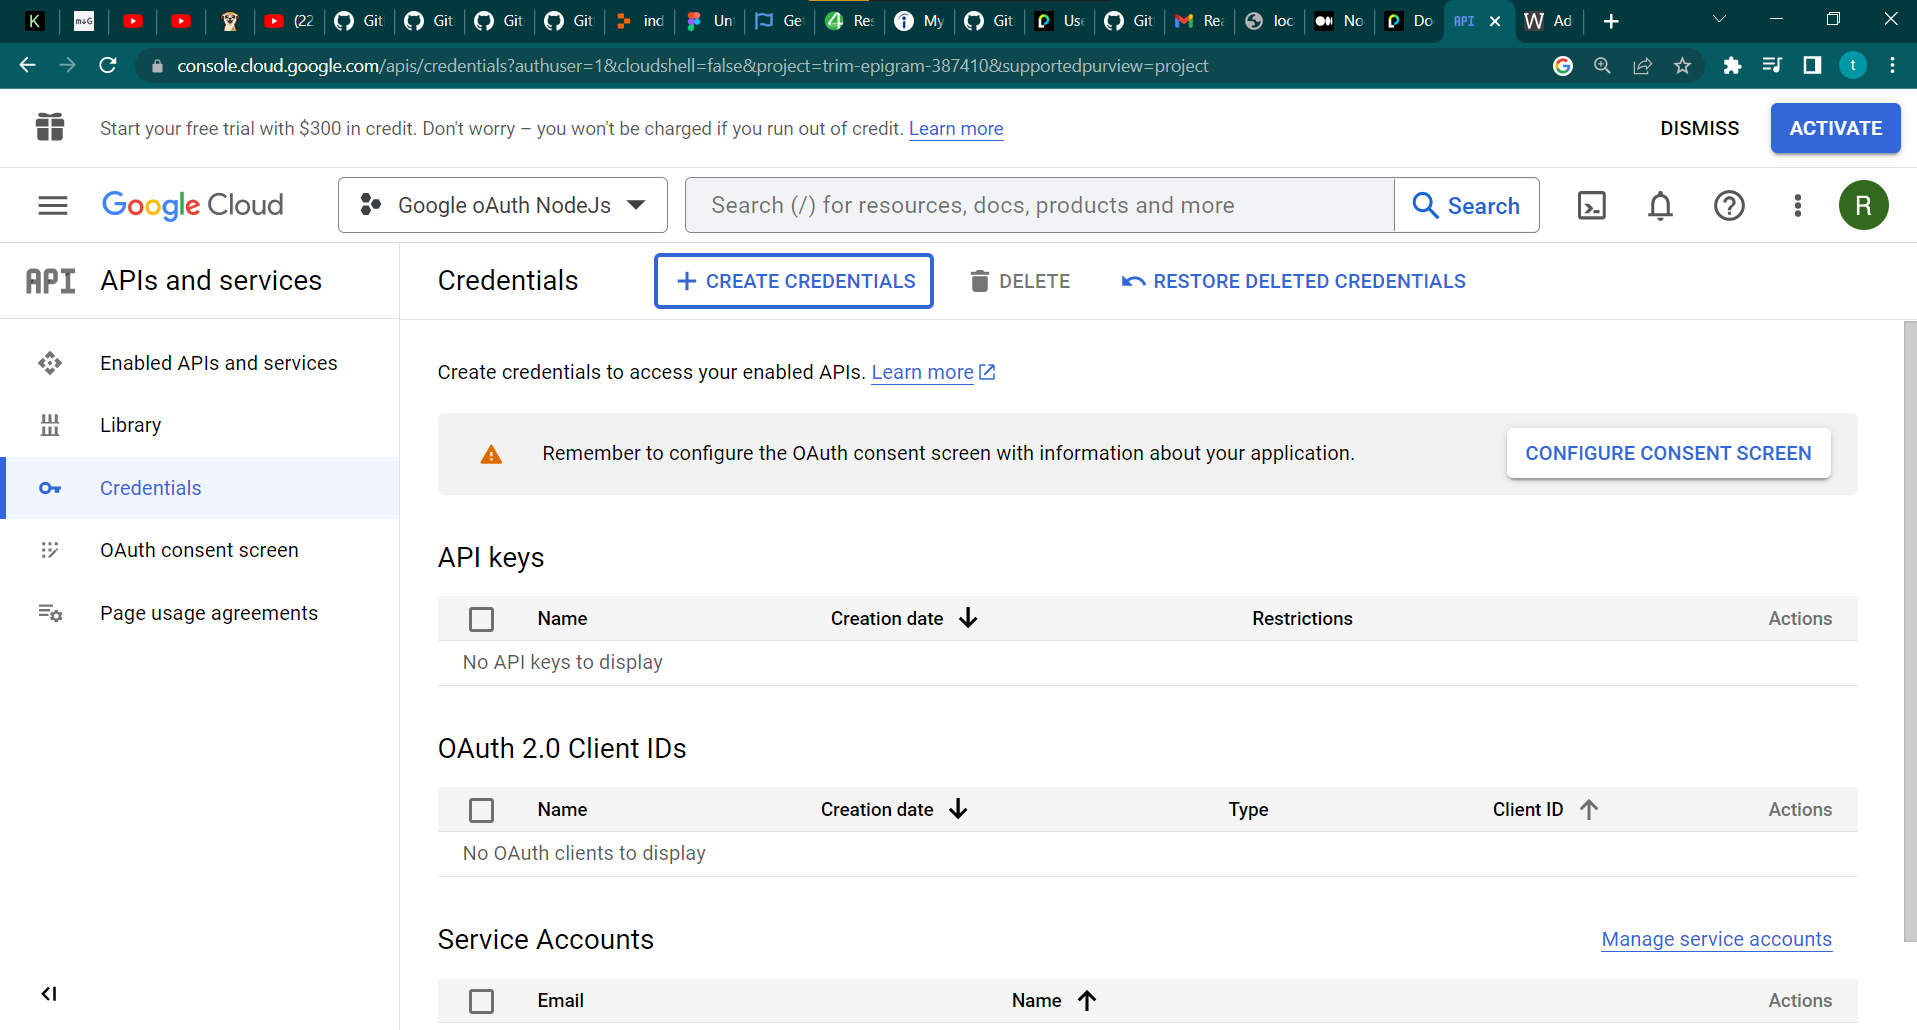 K m↓G (22 Git Git Git Git ind Un Get Res My Git Use Git Rea loc No Do API Ad
console.cloud.google.com/apis/credentials?authuser=1&cloudshell=false&project=trim-epigram-387410&supportedpurview=project t
Start your free trial with $300 in credit. Don't worry – you won't be charged if you run out of credit. Learn more DISMISS ACTIVATE
Google Cloud Google oAuth NodeJs Search (/) for resources, docs, products and more Search R
API APIs and services
Credentials + CREATE CREDENTIALS DELETE RESTORE DELETED CREDENTIALS
Enabled APIs and services
Library
Credentials
OAuth consent screen
Page usage agreements
Create credentials to access your enabled APIs. Learn more
Remember to configure the OAuth consent screen with information about your application. CONFIGURE CONSENT SCREEN
API keys
Name Creation date Restrictions Actions
No API keys to display
OAuth 2.0 Client IDs
Name Creation date Type Client ID Actions
No OAuth clients to display
Service Accounts Manage service accounts
Email Name Actions